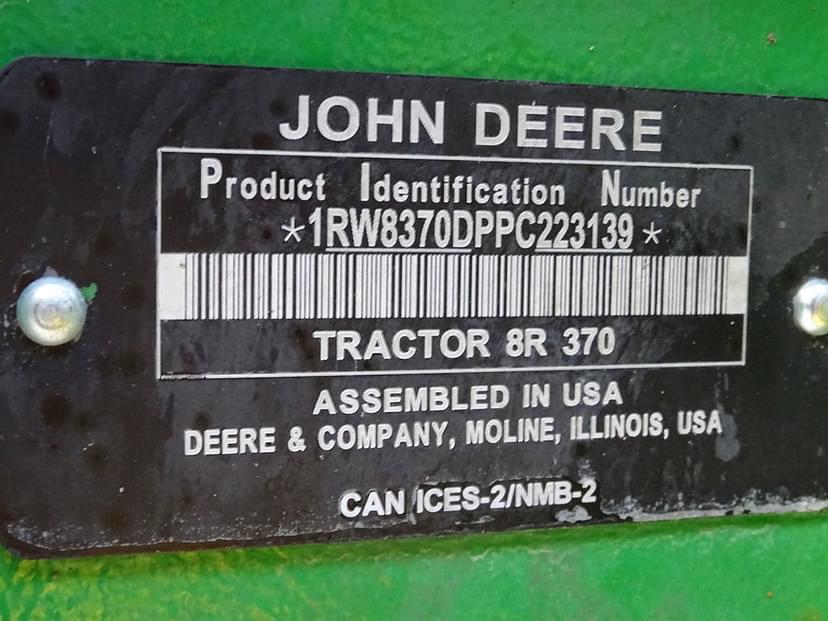 JOHN DEERE
Product Identification Number
*1RW8370DPPC223139*
TRACTOR 8R 370
ASSEMBLED IN USA
DEERE & COMPANY, MOLINE, ILLINOIS, USA
CAN ICES-2/NMB-2